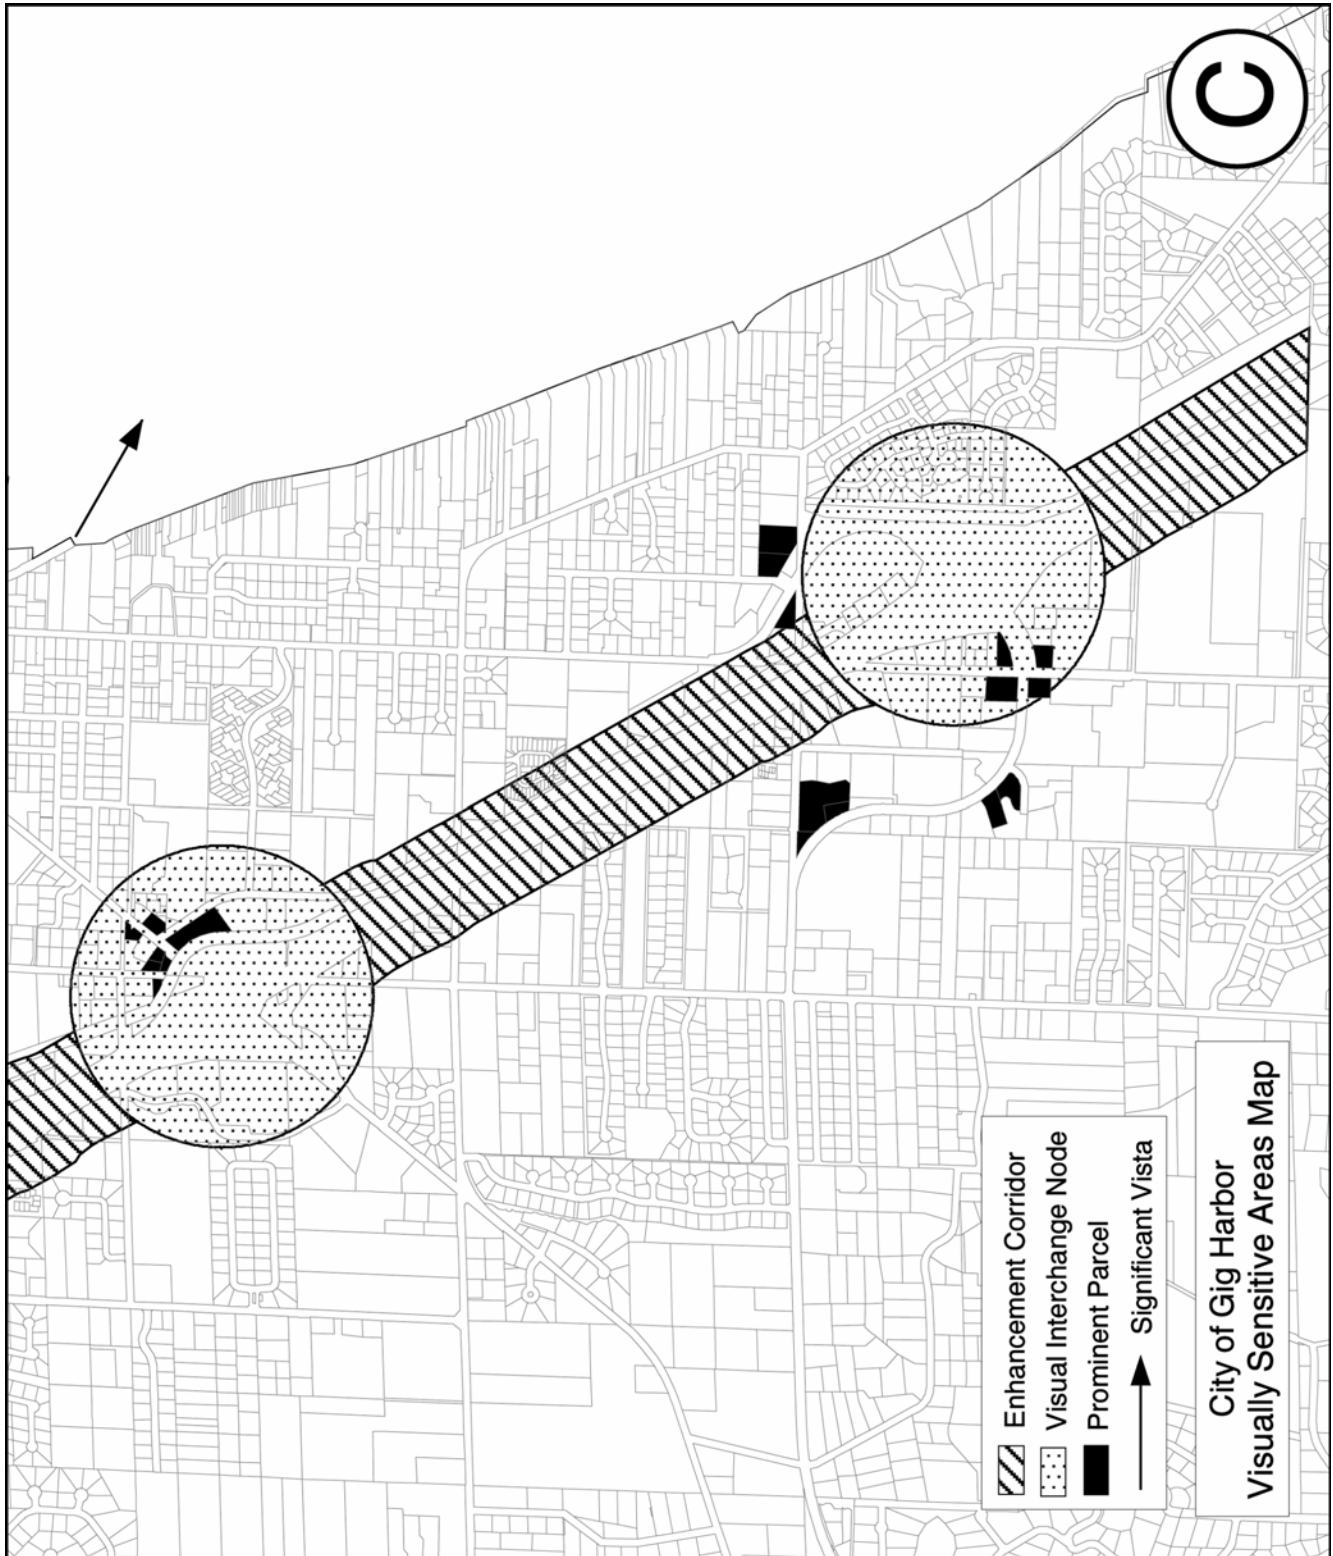 C
Enhancement Corridor
Visual Interchange Node
Prominent Parcel
Significant Vista
City of Gig Harbor
Visually Sensitive Areas Map